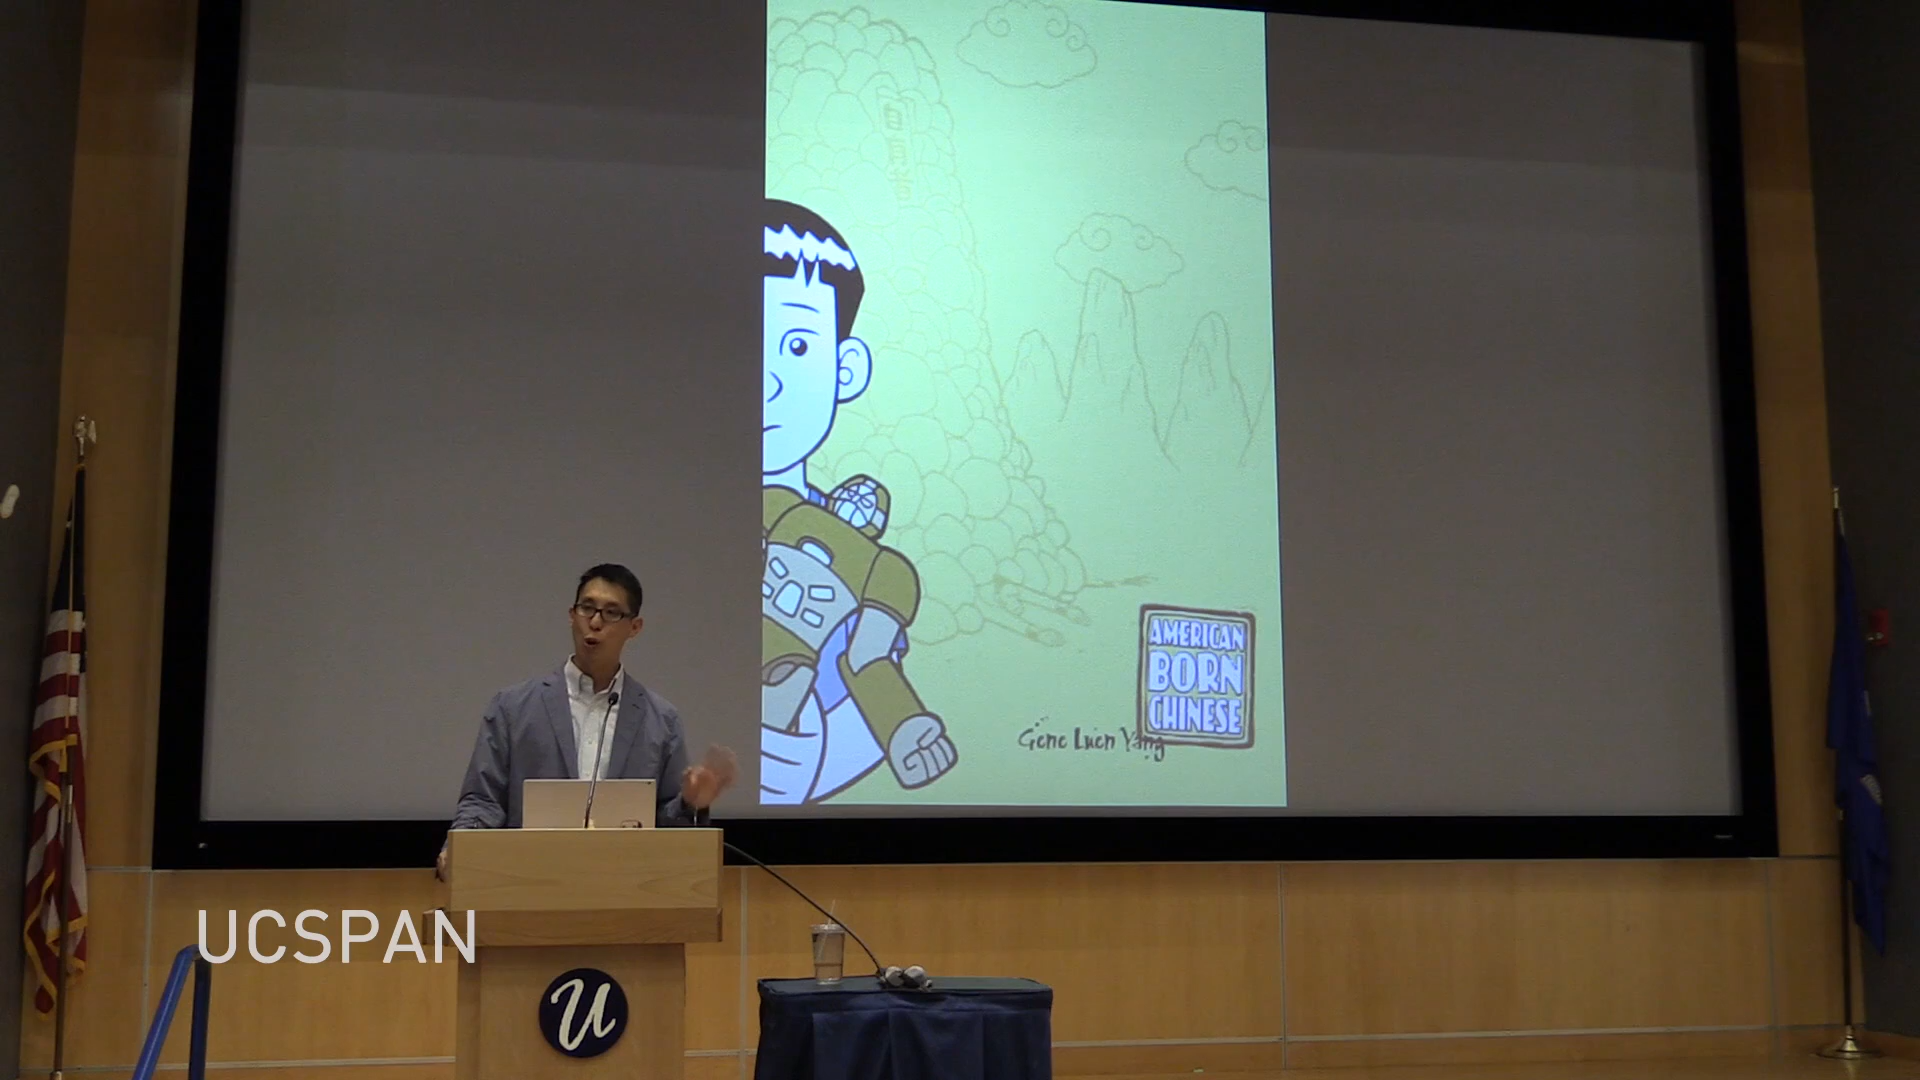 AMERICAN
BORN
CHINESE
Gene Luen Yang
UCSPAN
U